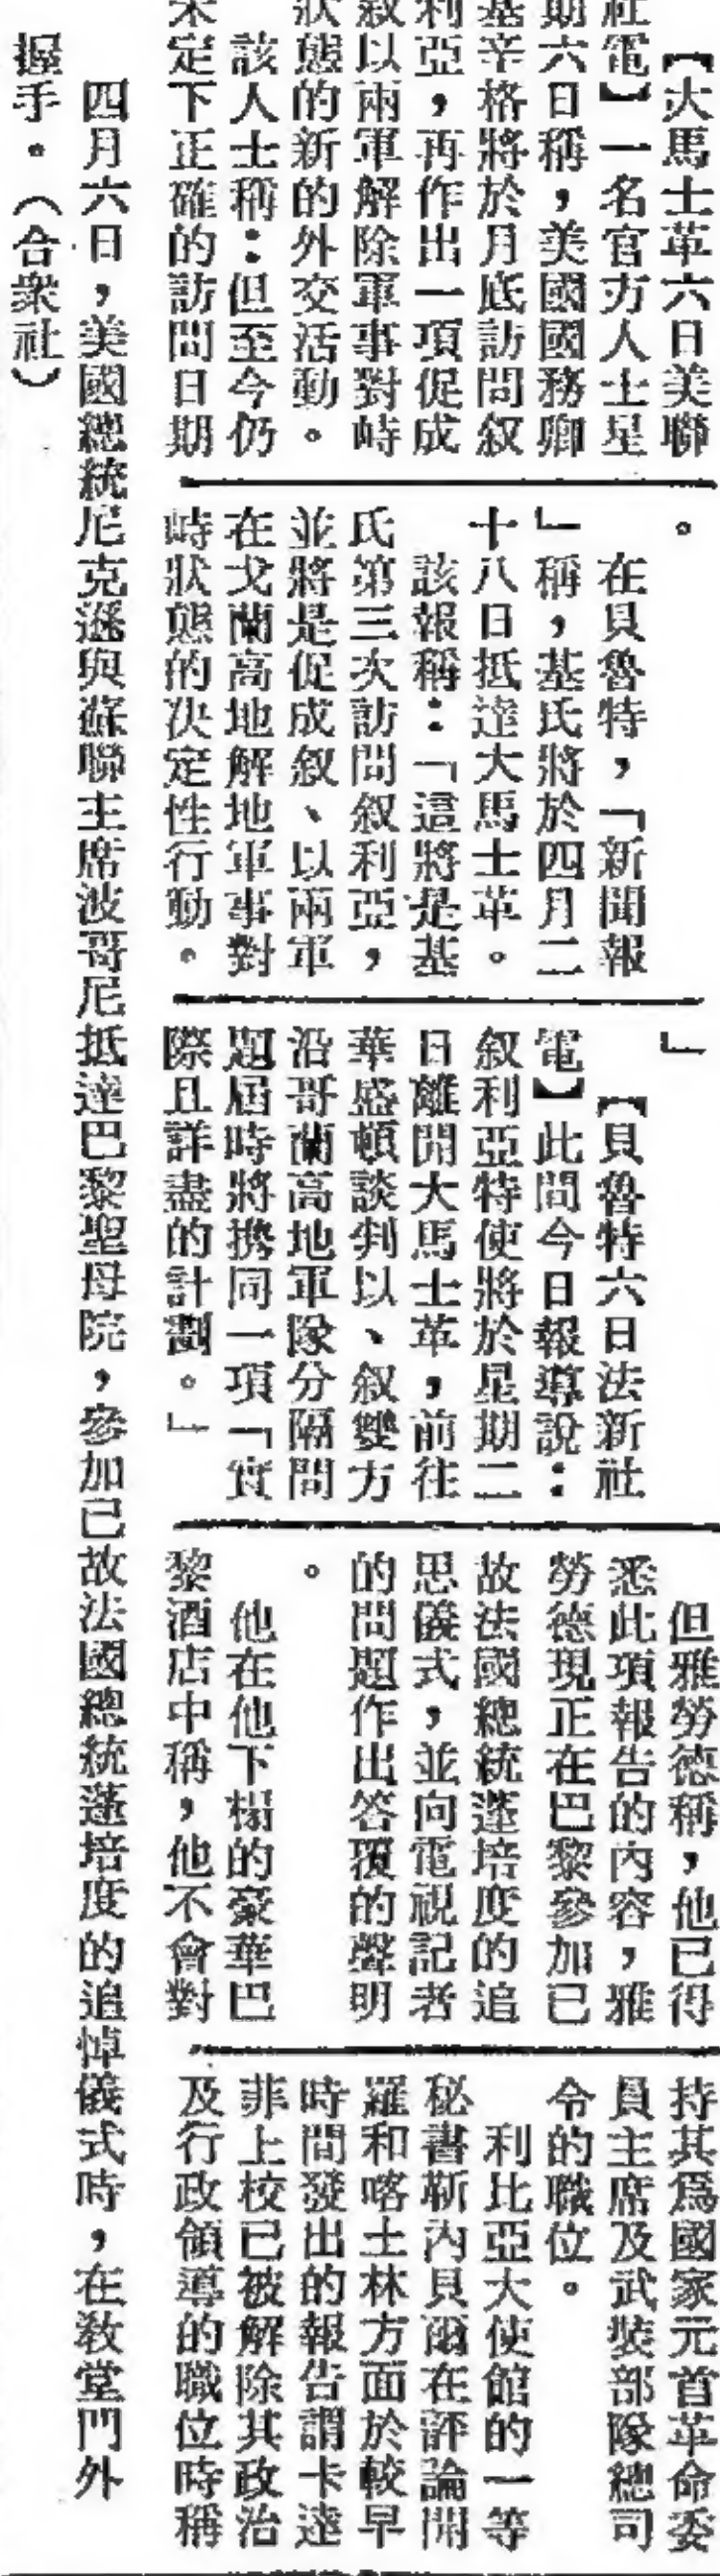 【大馬士革六日美聯
社電】一名官方人士星
期六日稱，美國國務卿
基辛格將於月底訪問叙
利亞，再作出一項促成
叙以兩軍解除軍事對峙
狀態的新的外交活動。
該人士稱：但至今仍
未定下正確的訪問日期
。
在貝魯特，「新聞報
」稱，基氏將於四月二
十八日抵達大馬士革。
該報稱：「這將是基
氏第三次訪問叙利亞，
並將是促成叙、以兩軍
在戈蘭高地解地軍事對
峙狀態的决定性行動。
」
【貝魯特六日法新社
電】此間今日報導說：
叙利亞特使將於星期二
日離開大馬士革，前往
華盛頓談判以、叙雙方
沿哥蘭高地軍隊分隔問
題屆時將携同一項「實
際且詳盡的計劃。」
但雅勞德稱，他已得
悉此項報告的內容，雅
勞德現正在巴黎參加已
故法國總統蓬培度的追
思儀式，並向電視記者
的問題作出答覆的聲明
。
他在他下榻的豪華巴
黎酒店中稱，他不會對
持其爲國家元首革命委
員主席及武裝部隊總司
令的職位。
利比亞大使館的一等
秘書靳內貝爾在評論開
羅和喀土林方面於較早
時間發出的報告謂卡達
非上校已被解除其政治
及行政領導的職位時稱
四月六日，美國總統尼克遜與蘇聯主席波哥尼抵達巴黎聖母院，參加已故法國總統蓬培度的追悼儀式時，在教堂門外
握手。（合衆社）